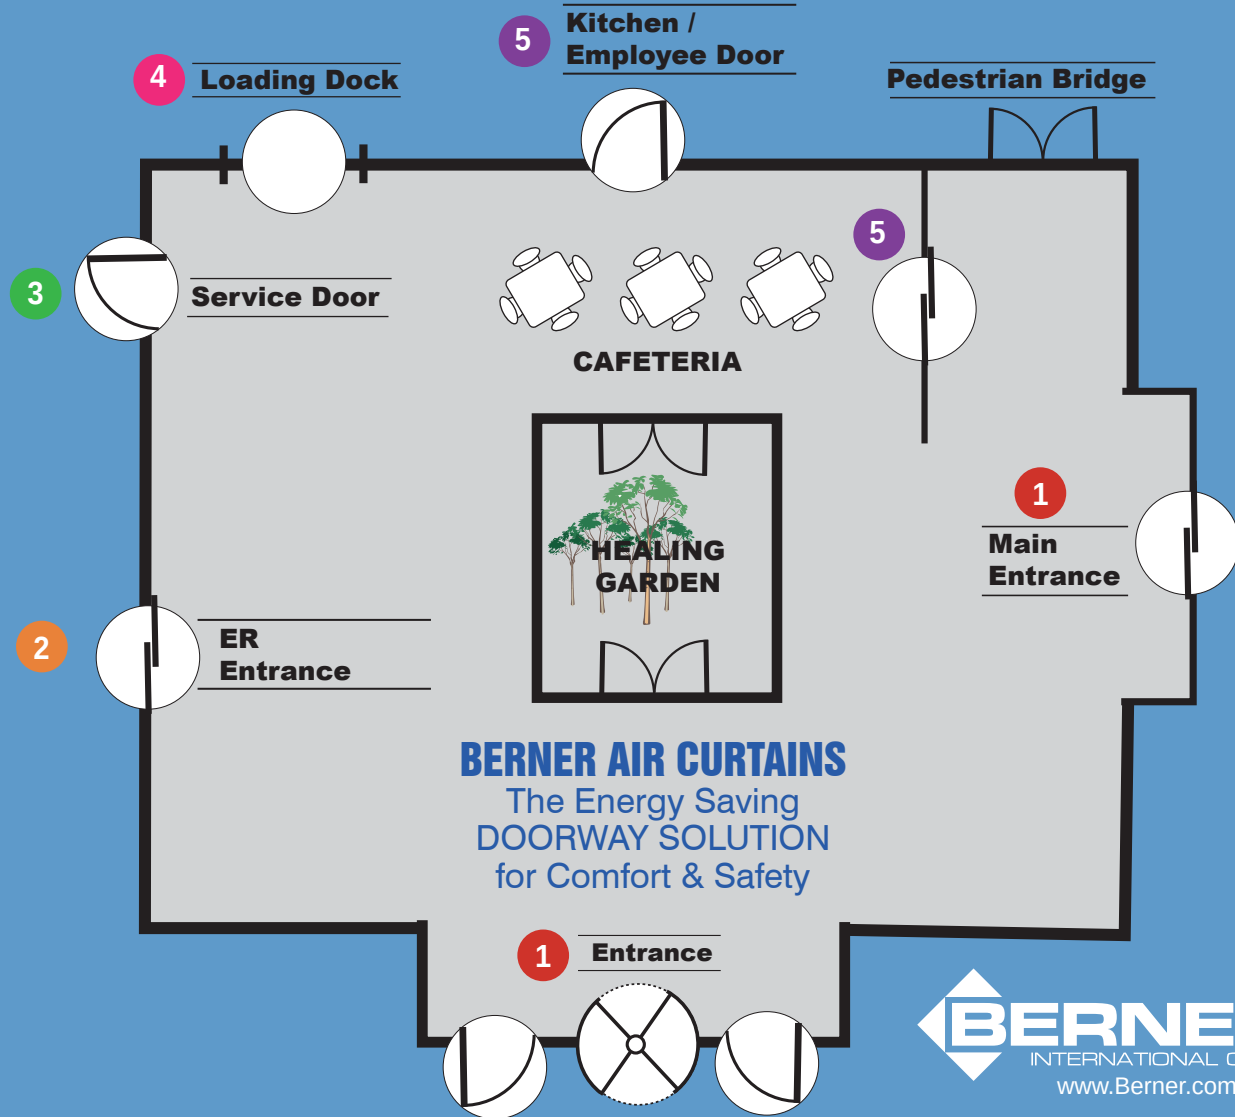 5
Kitchen /
Employee Door
4
Loading Dock
Pedestrian Bridge
5
3
Service Door
CAFETERIA
1
Main
Entrance
HEALING
GARDEN
2
ER
Entrance
BERNER AIR CURTAINS
The Energy Saving
DOORWAY SOLUTION
for Comfort & Safety
1
Entrance
BERNE
INTERNATIONAL
www.Berner.com